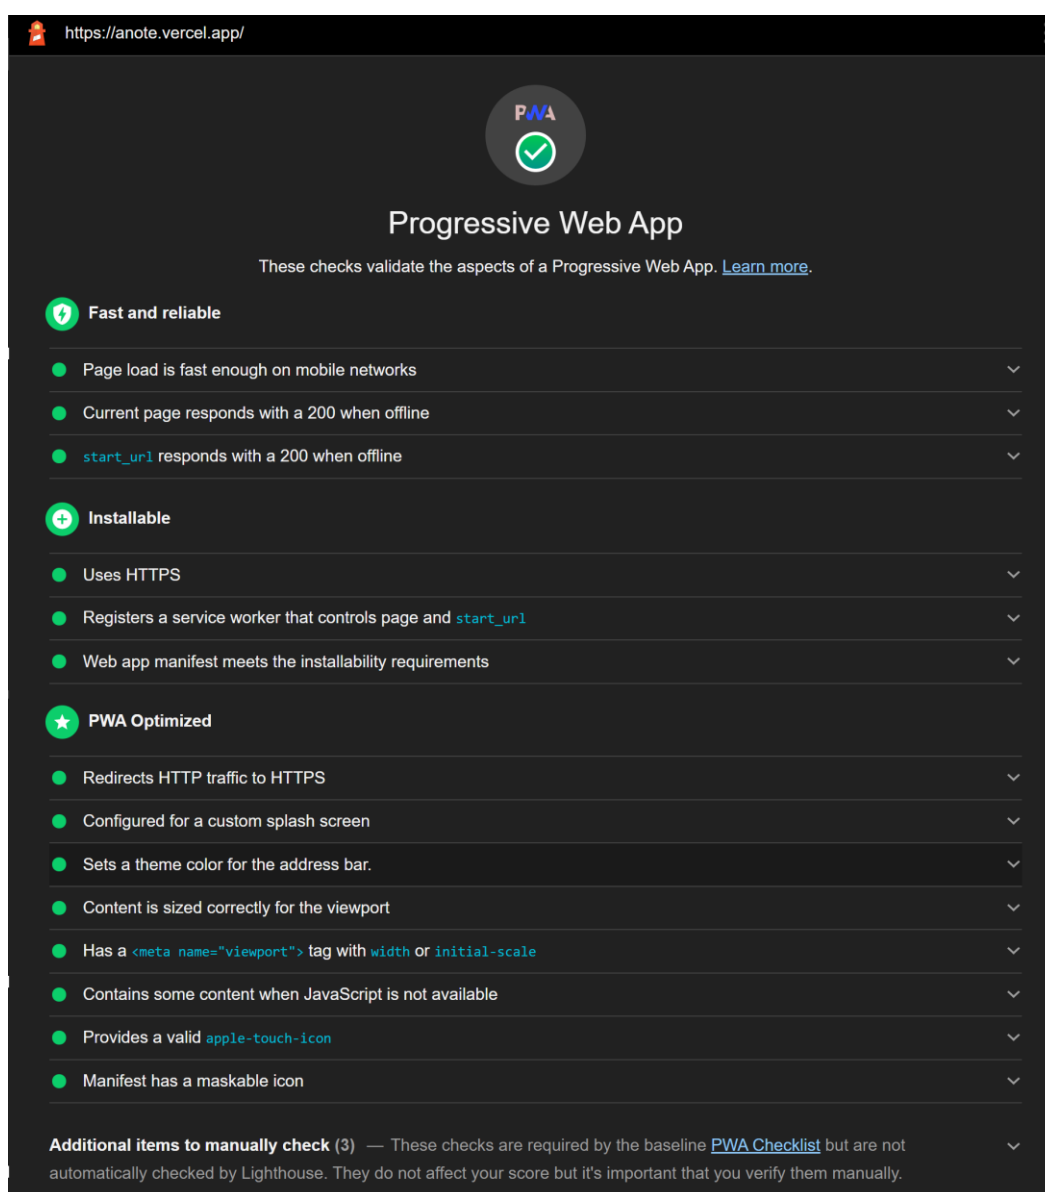 https://anote.vercel.app/
PWA
Progressive Web App
These checks validate the aspects of a Progressive Web App. Learn more.
Fast and reliable
Page load is fast enough on mobile networks
Current page responds with a 200 when offline
start_url responds with a 200 when offline
Installable
Uses HTTPS
Registers a service worker that controls page and start_url
Web app manifest meets the installability requirements
PWA Optimized
Redirects HTTP traffic to HTTPS
Configured for a custom splash screen
Sets a theme color for the address bar.
Content is sized correctly for the viewport
Has a <meta name="viewport"> tag with width or initial-scale
Contains some content when JavaScript is not available
Provides a valid apple-touch-icon
Manifest has a maskable icon
Additional items to manually check (3) — These checks are required by the baseline PWA Checklist but are not
automatically checked by Lighthouse. They do not affect your score but it's important that you verify them manually.